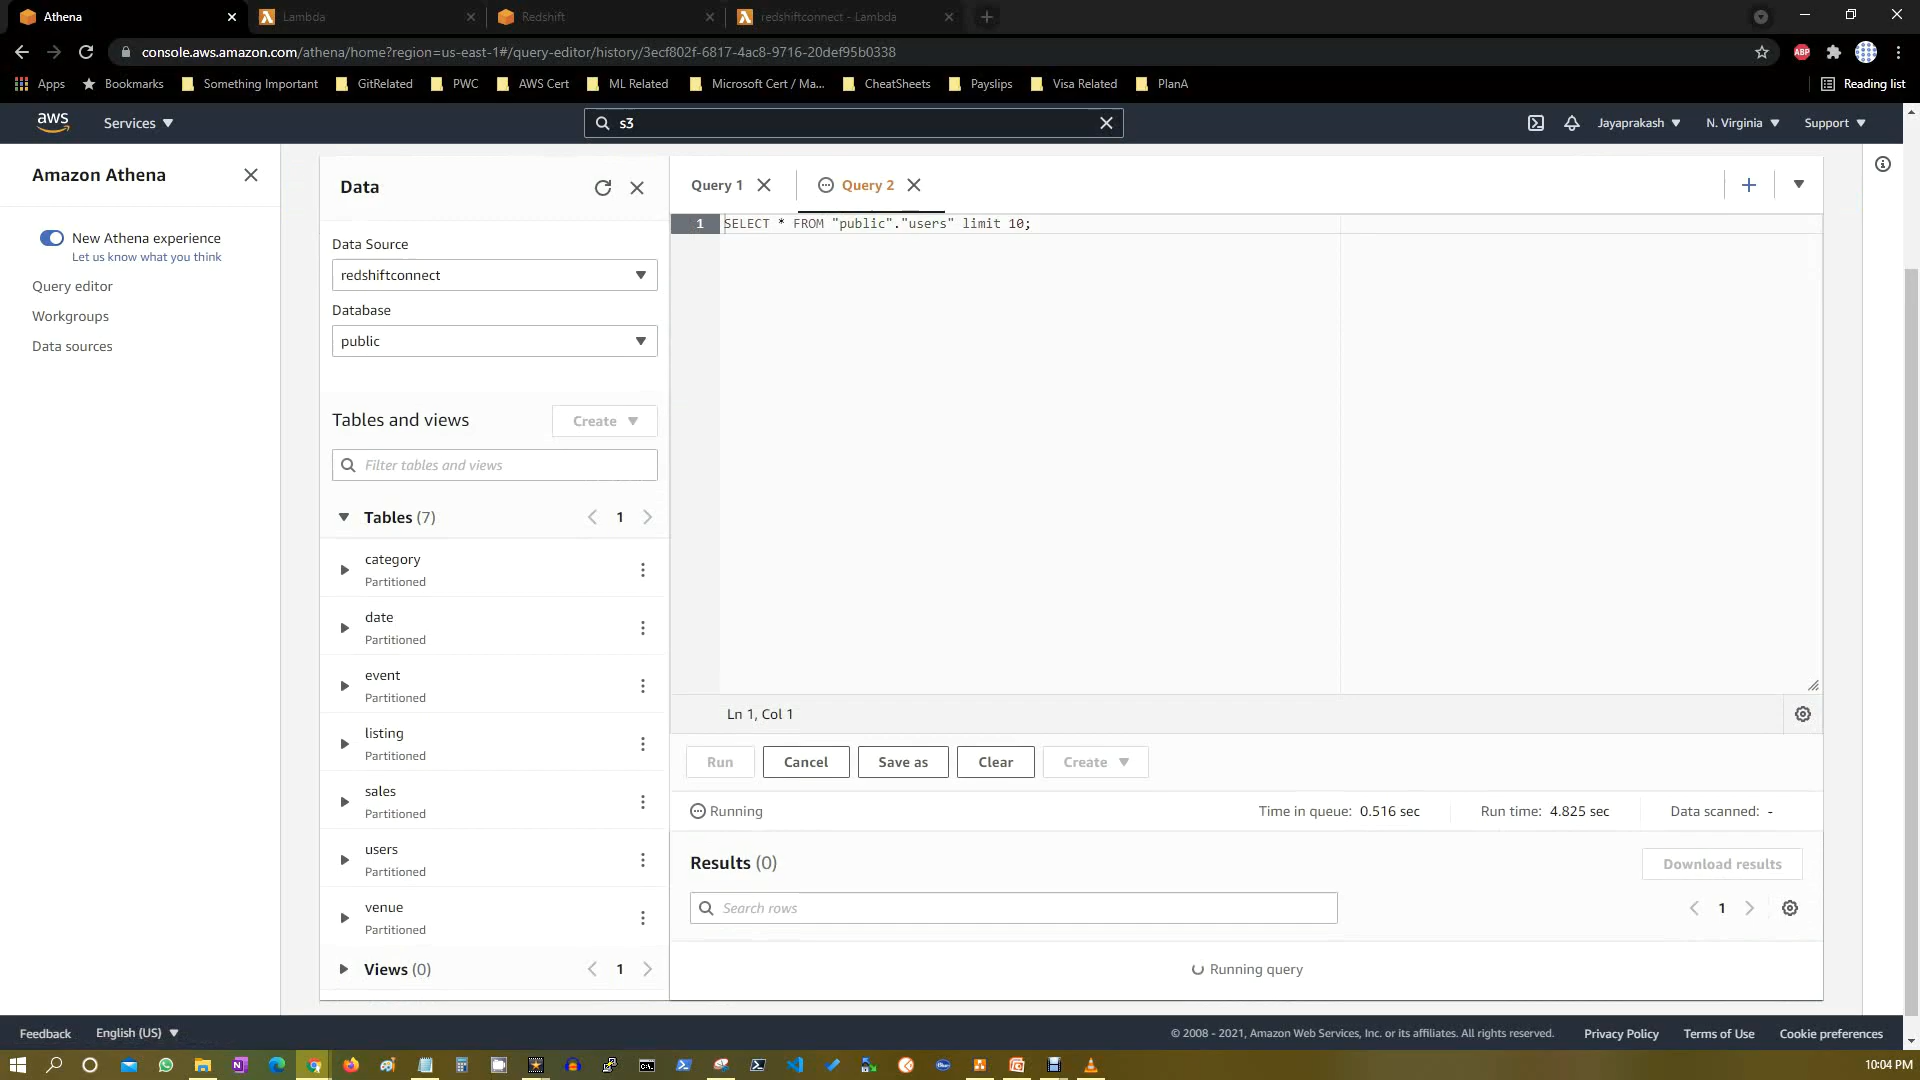 Athena
Lambda
Redshift
redshiftconnect - Lambda
console.aws.amazon.com/athena/home?region=us-east-1#/query-editor/history/3ecf802f-6817-4ac8-9716-20def95b0338
ABP
Apps
Bookmarks
Something Important
GitRelated
PWC
AWS Cert
ML Related
Microsoft Cert / Ma...
CheatSheets
Payslips
Visa Related
PlanA
Reading list
aws
Services
s3
Jayaprakash
N. Virginia
Support
Amazon Athena
New Athena experience
Let us know what you think
Query editor
Workgroups
Data sources
Data
Data Source
redshiftconnect
Database
public
Tables and views
Create
Filter tables and views
Tables (7)
1
category
Partitioned
date
Partitioned
event
Partitioned
listing
Partitioned
sales
Partitioned
users
Partitioned
venue
Partitioned
Views (0)
1
Query 1
Query 2
1
SELECT * FROM "public"."users" limit 10;
Ln 1, Col 1
Run
Cancel
Save as
Clear
Create
Running
Time in queue: 0.516 sec
Run time: 4.825 sec
Data scanned: -
Results (0)
Download results
Search rows
1
Running query
Feedback
English (US)
© 2008 - 2021, Amazon Web Services, Inc. or its affiliates. All rights reserved.
Privacy Policy
Terms of Use
Cookie preferences
10:04 PM